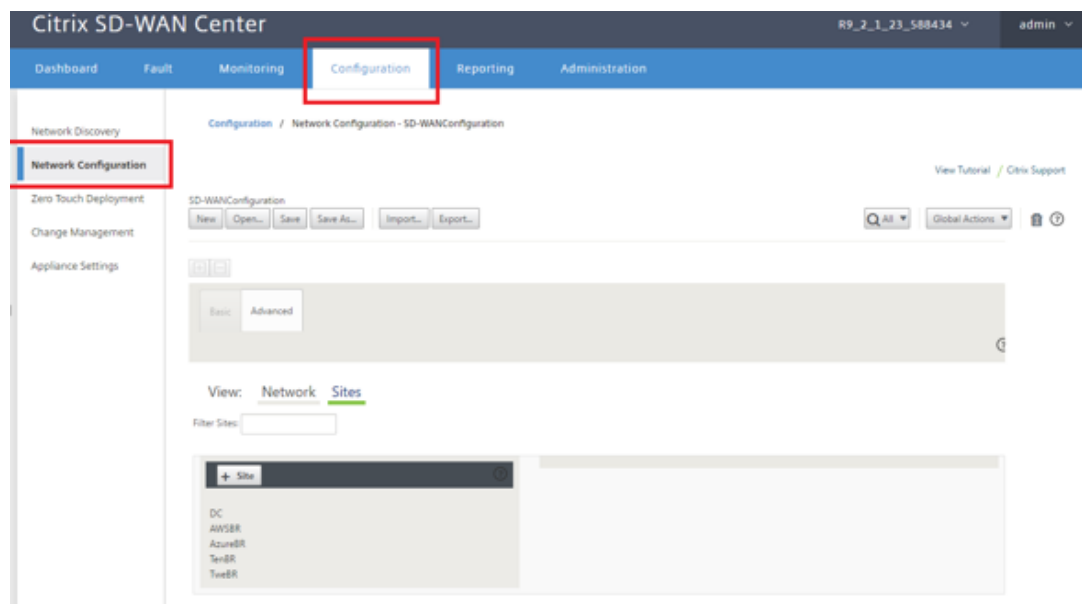 Citrix SD-WAN Center
R9_2_1_23_588434
admin
Dashboard Fault Monitoring Configuration Reporting Administration
Network Discovery
Network Configuration
Zero Touch Deployment
Change Management
Appliance Settings
Configuration / Network Configuration - SD-WANConfiguration
View Tutorial / Citrix Support
SD-WANConfiguration
New Open... Save Save As... Import... Export... All Global Actions
Basic Advanced
View: Network Sites
Filter Sites:
+ Site
DC
AWSBR
AzureBR
TenBR
TweBR